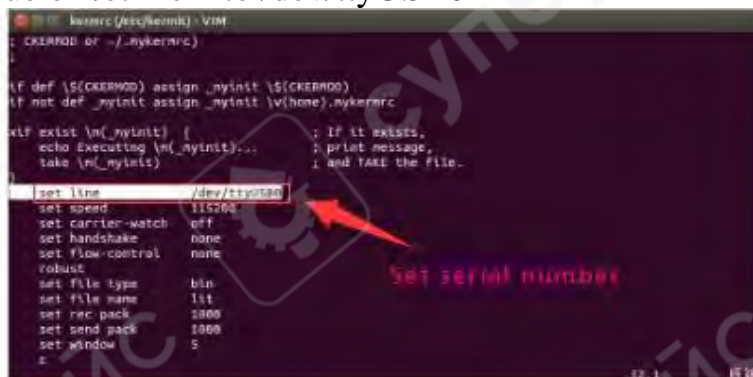 kermrc (/etc/kermit) - VIM
; CKERMOD or ~/.mykermrc)
;
if def \$(CKERMOD) assign _myinit \$(CKERMOD)
if not def _myinit assign _myinit \v(home).mykermrc
xif exist \m(_myinit) { ; If it exists,
echo Executing \m(_myinit)... ; print message,
take \m(_myinit) ; and TAKE the file.
}
set line /dev/ttyUSB0
set speed 115200
set carrier-watch off
set handshake none
set flow-control none
robust
set file type bin
set file name lit
set rec pack 1000
set send pack 1000
set window 5
c
Set serial number